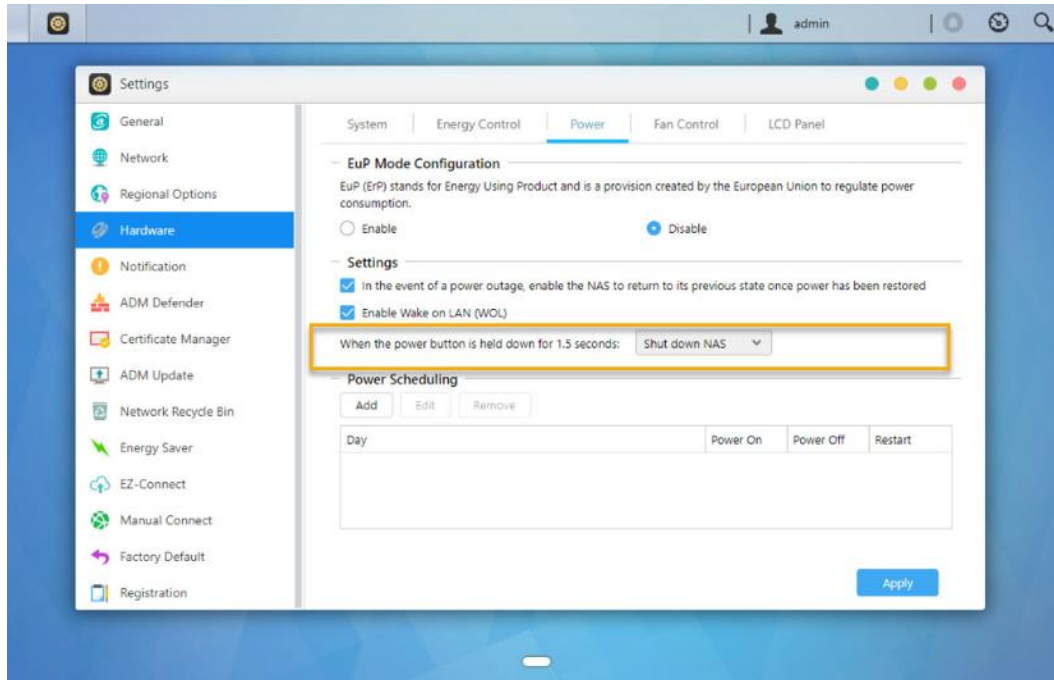 admin
Settings
General
Network
Regional Options
Hardware
Notification
ADM Defender
Certificate Manager
ADM Update
Network Recycle Bin
Energy Saver
EZ-Connect
Manual Connect
Factory Default
Registration
System Energy Control Power Fan Control LCD Panel
EuP Mode Configuration
EuP (ErP) stands for Energy Using Product and is a provision created by the European Union to regulate power
consumption.
Enable Disable
Settings
In the event of a power outage, enable the NAS to return to its previous state once power has been restored
Enable Wake on LAN (WOL)
When the power button is held down for 1.5 seconds: Shut down NAS
Power Scheduling
Add Edit Remove
Day Power On Power Off Restart
Apply